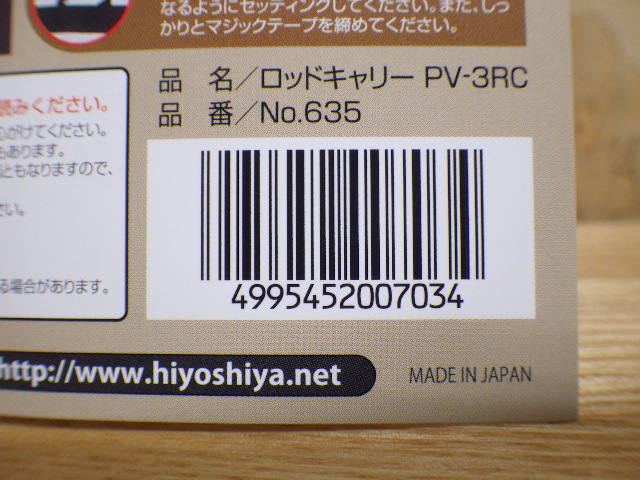 なるようにセッティングしてください。また、しっ
かりとマジックテープを締めてください。
品 名/ロッドキャリー PV-3RC
品 番/No.635
読みください。
がけてください。
もあります。
ともなりますので、
さい。
る場合があります。
4995452007034
http://www.hiyoshiya.net
MADE IN JAPAN